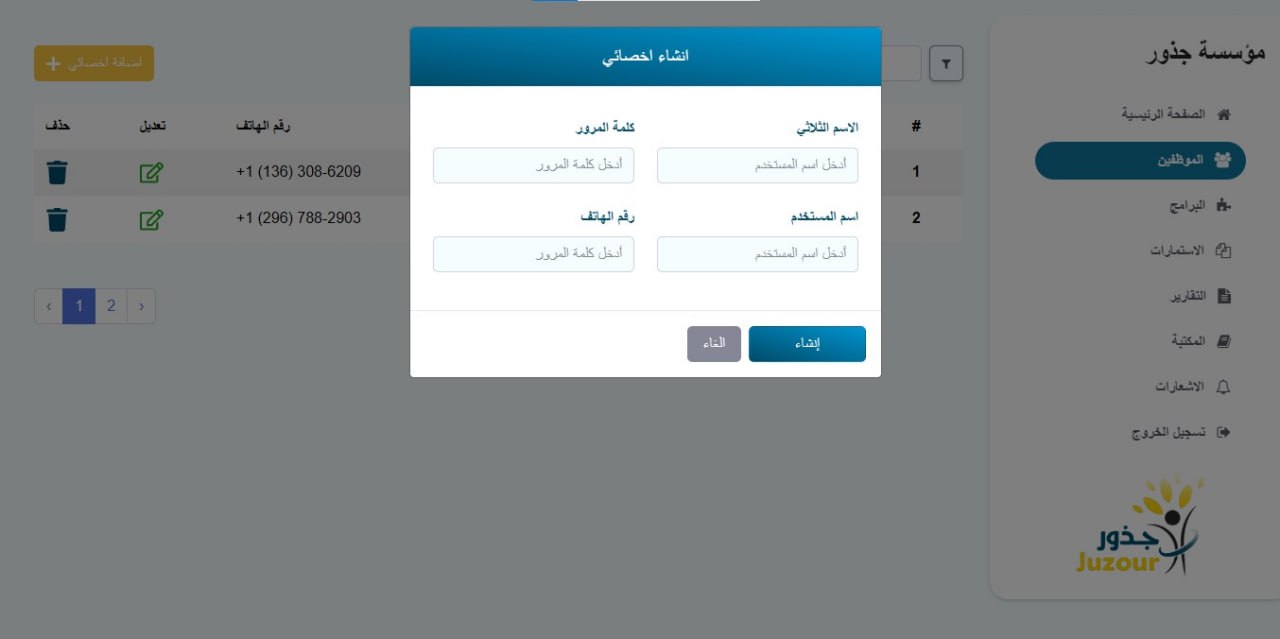 مؤسسة جذور
الصفحة الرئيسية
الموظفين
البرامج
الاستمارات
التقارير
المكتبة
الاشعارات
تسجيل الخروج
جذور
Juzour
اضافة اخصائي +
# رقم الهاتف تعديل حذف
1 +1 (136) 308-6209
2 +1 (296) 788-2903
‹ 1 2 ›
انشاء اخصائي
الاسم الثلاثي كلمة المرور
أدخل اسم المستخدم أدخل كلمة المرور
اسم المستخدم رقم الهاتف
أدخل اسم المستخدم أدخل كلمة المرور
إنشاء الغاء